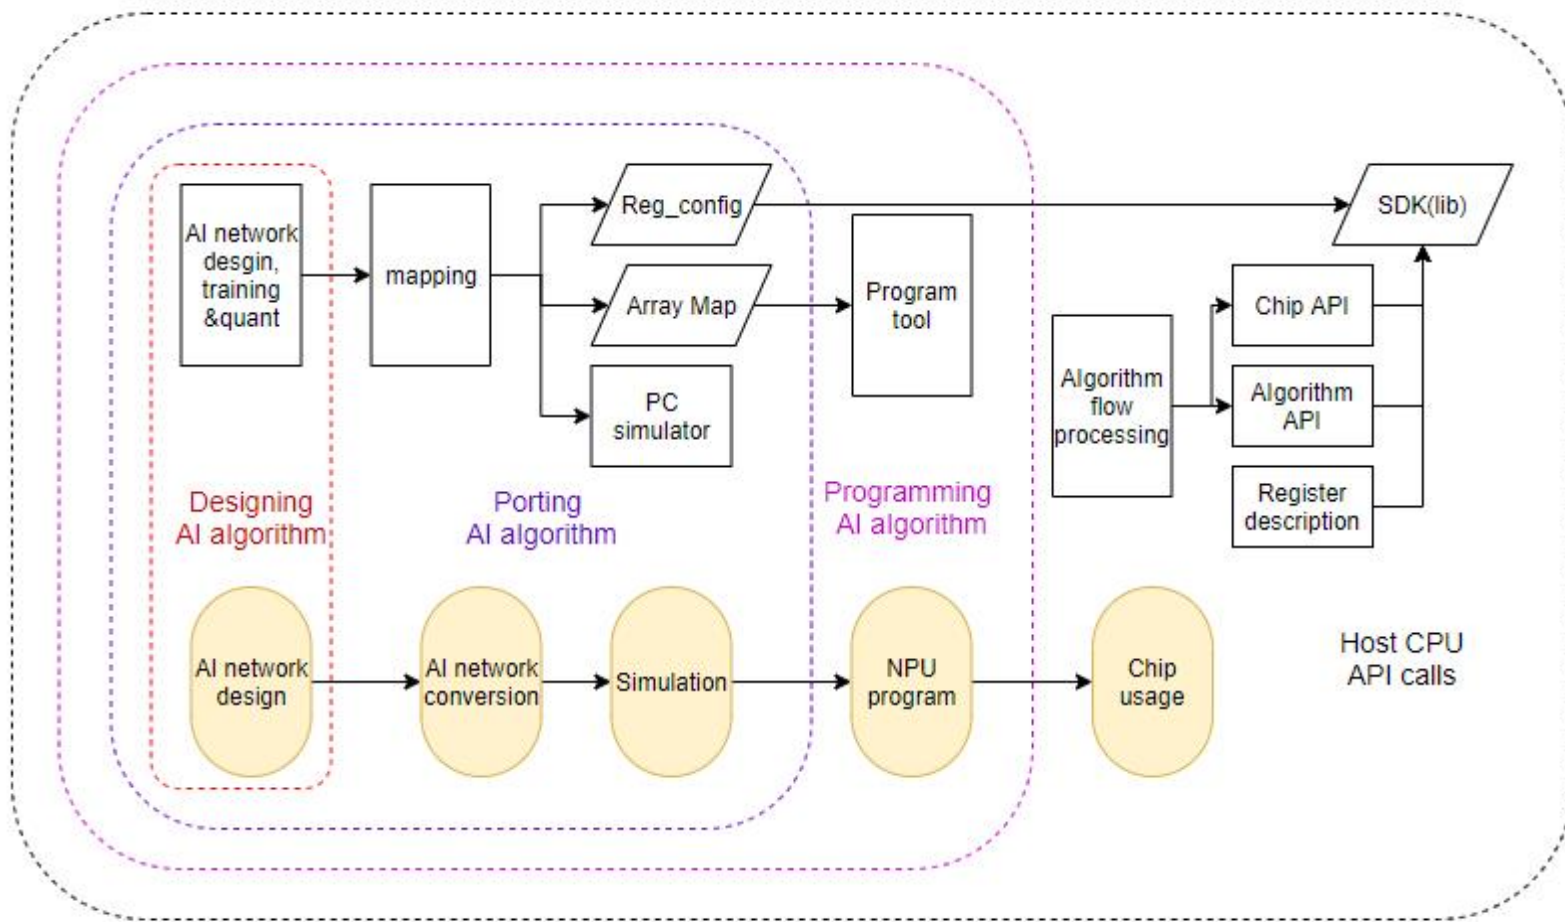 AI network
desgin,
training
&quant
mapping
Reg_config
Array Map
PC
simulator
Program
tool
SDK(lib)
Chip API
Algorithm
flow
processing
Algorithm
API
Register
description
Designing
AI algorithm
Porting
AI algorithm
Programming
AI algorithm
AI network
design
AI network
conversion
Simulation
NPU
program
Chip
usage
Host CPU
API calls